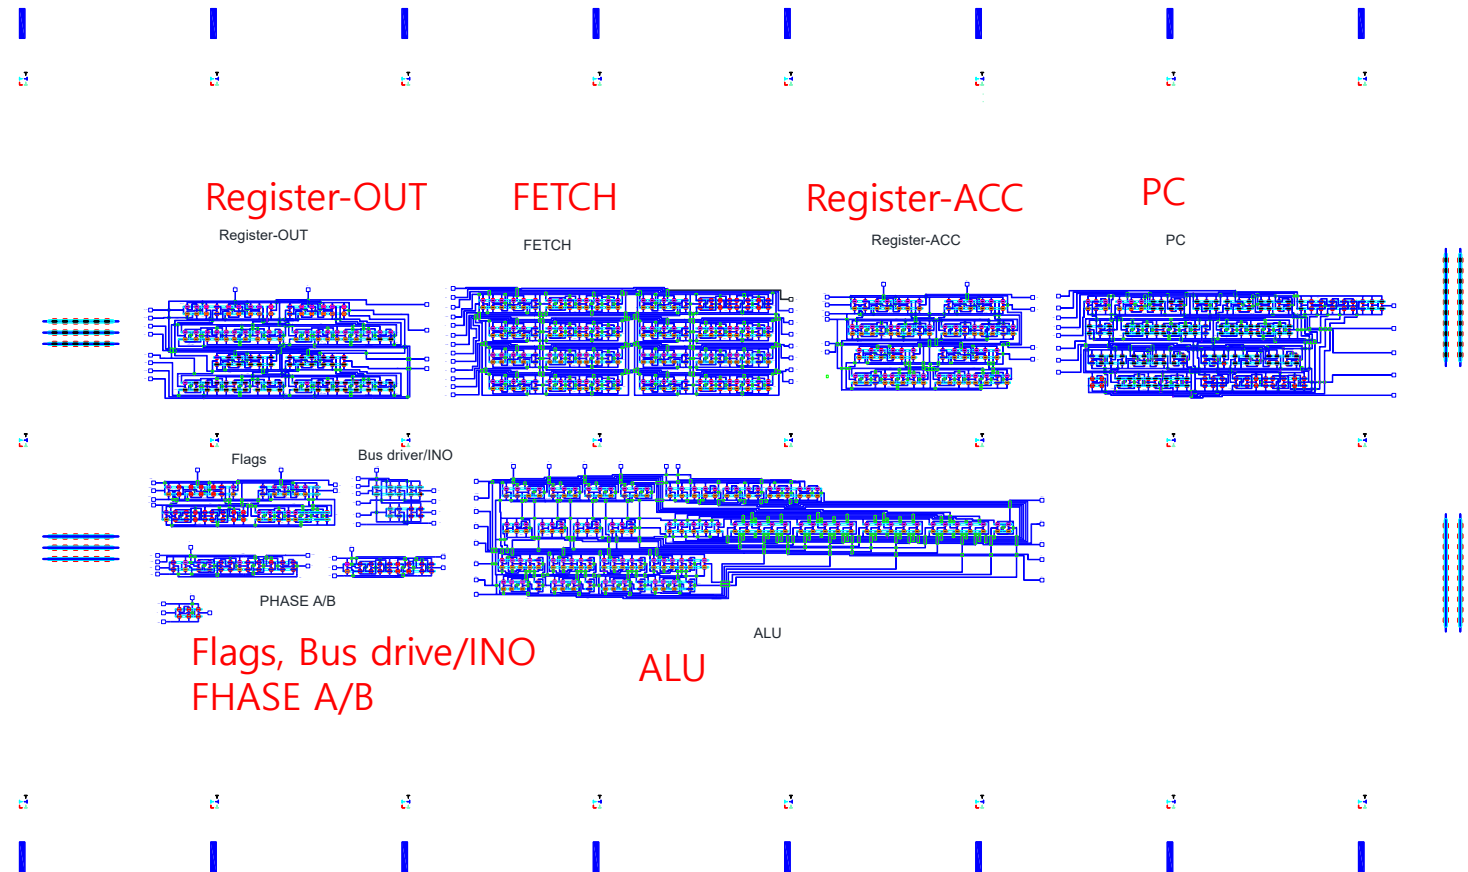 Register-OUT
FETCH
Register-ACC
PC
Register-OUT
FETCH
Register-ACC
PC
Flags
Bus driver/INO
PHASE A/B
ALU
Flags, Bus drive/INO
FHASE A/B
ALU